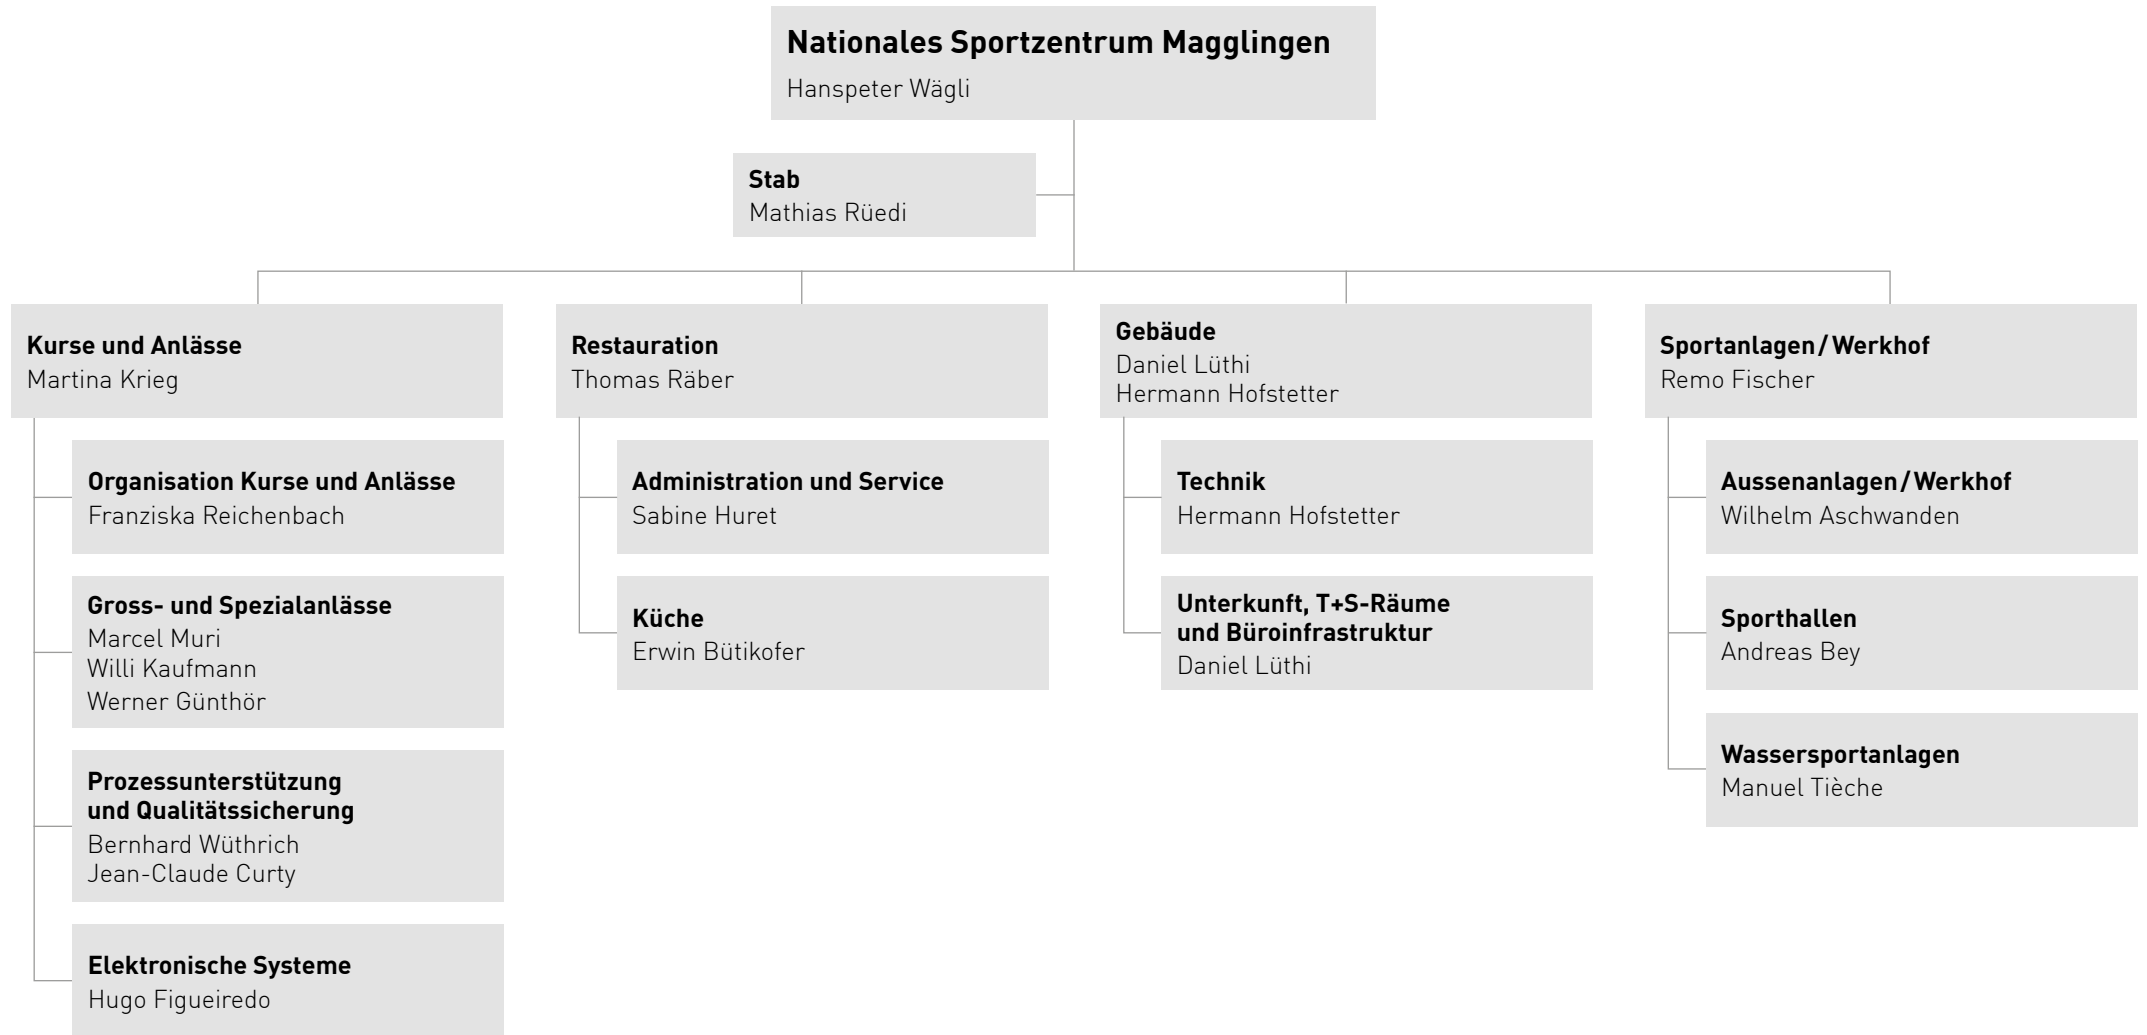 Nationales Sportzentrum Magglingen
Hanspeter Wägli
Stab
Mathias Rüedi
Kurse und Anlässe
Martina Krieg
Organisation Kurse und Anlässe
Franziska Reichenbach
Gross- und Spezialanlässe
Marcel Muri
Willi Kaufmann
Werner Günthör
Prozessunterstützung
und Qualitätssicherung
Bernhard Wüthrich
Jean-Claude Curty
Elektronische Systeme
Hugo Figueiredo
Restauration
Thomas Räber
Administration und Service
Sabine Huret
Küche
Erwin Bütikofer
Gebäude
Daniel Lüthi
Hermann Hofstetter
Technik
Hermann Hofstetter
Unterkunft, T+S-Räume
und Büroinfrastruktur
Daniel Lüthi
Sportanlagen/Werkhof
Remo Fischer
Aussenanlagen/Werkhof
Wilhelm Aschwanden
Sporthallen
Andreas Bey
Wassersportanlagen
Manuel Tièche